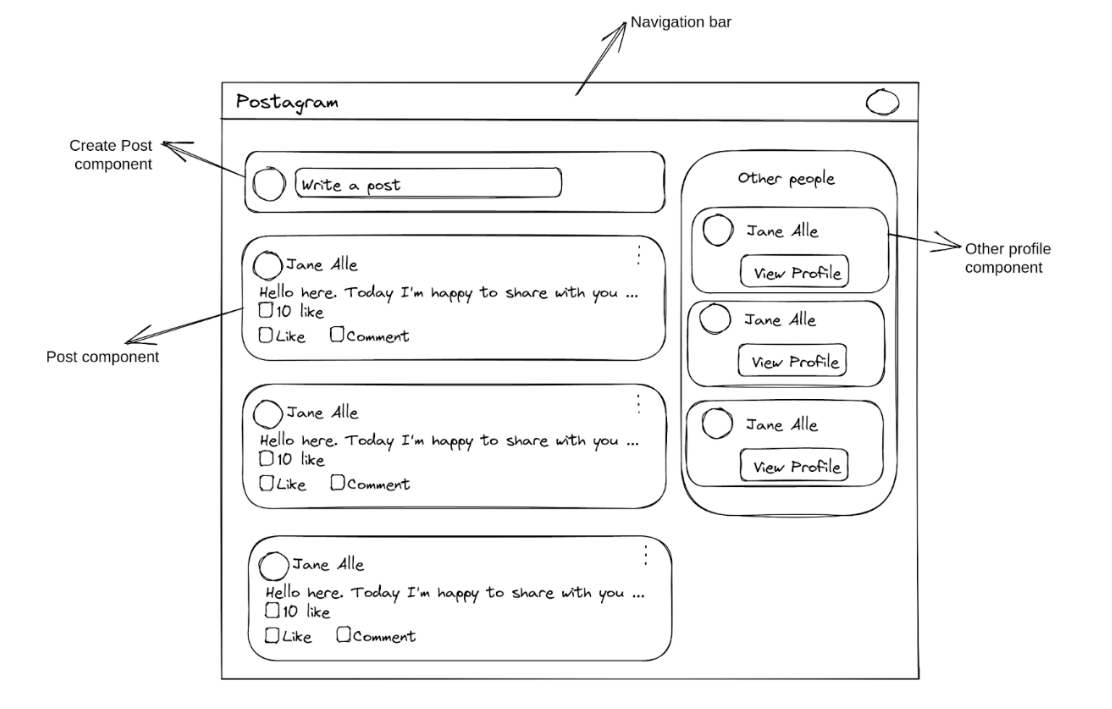 Navigation bar
Postagram
Create Post
component
Write a post
Other people
Jane Alle
View Profile
Other profile
component
Jane Alle
Hello here. Today I'm happy to share with you ...
10 like
Like Comment
Post component
Jane Alle
View Profile
Jane Alle
Hello here. Today I'm happy to share with you ...
10 like
Like Comment
Jane Alle
View Profile
Jane Alle
Hello here. Today I'm happy to share with you ...
10 like
Like Comment